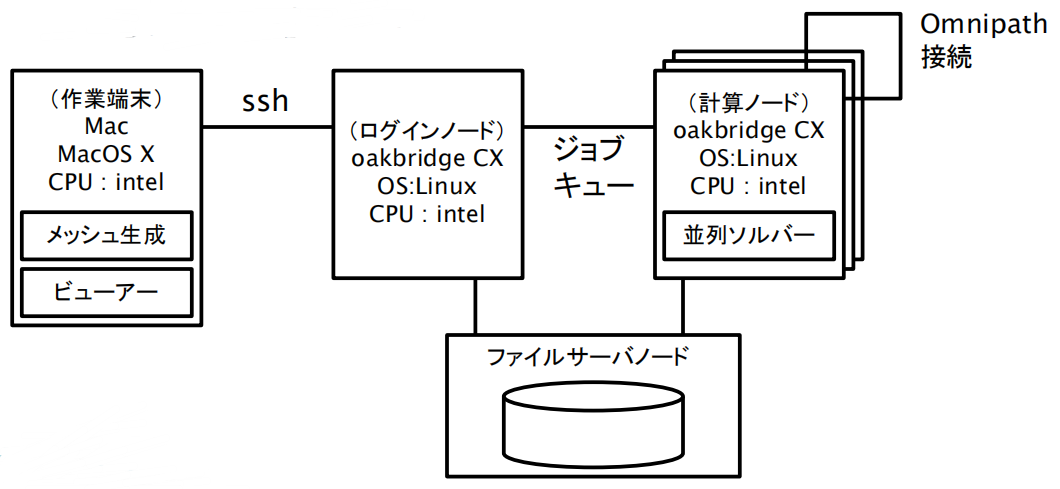 (作業端末)
Mac
MacOS X
CPU : intel
メッシュ生成
ビューアー
ssh
(ログインノード)
oakbridge CX
OS:Linux
CPU : intel
ジョブ
キュー
(計算ノード)
oakbridge CX
OS:Linux
CPU : intel
並列ソルバー
Omnipath
接続
ファイルサーバノード